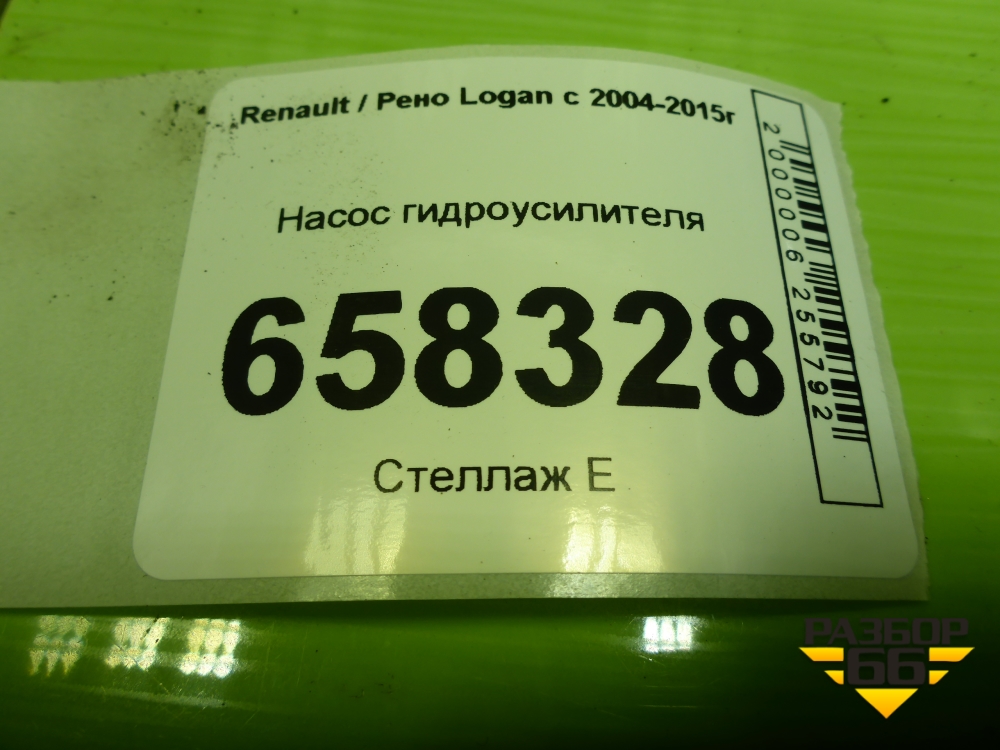 Renault / Рено Logan с 2004-2015г
Насос гидроусилителя
658328
Стеллаж Е
2000006255792
РАЗБОР
66